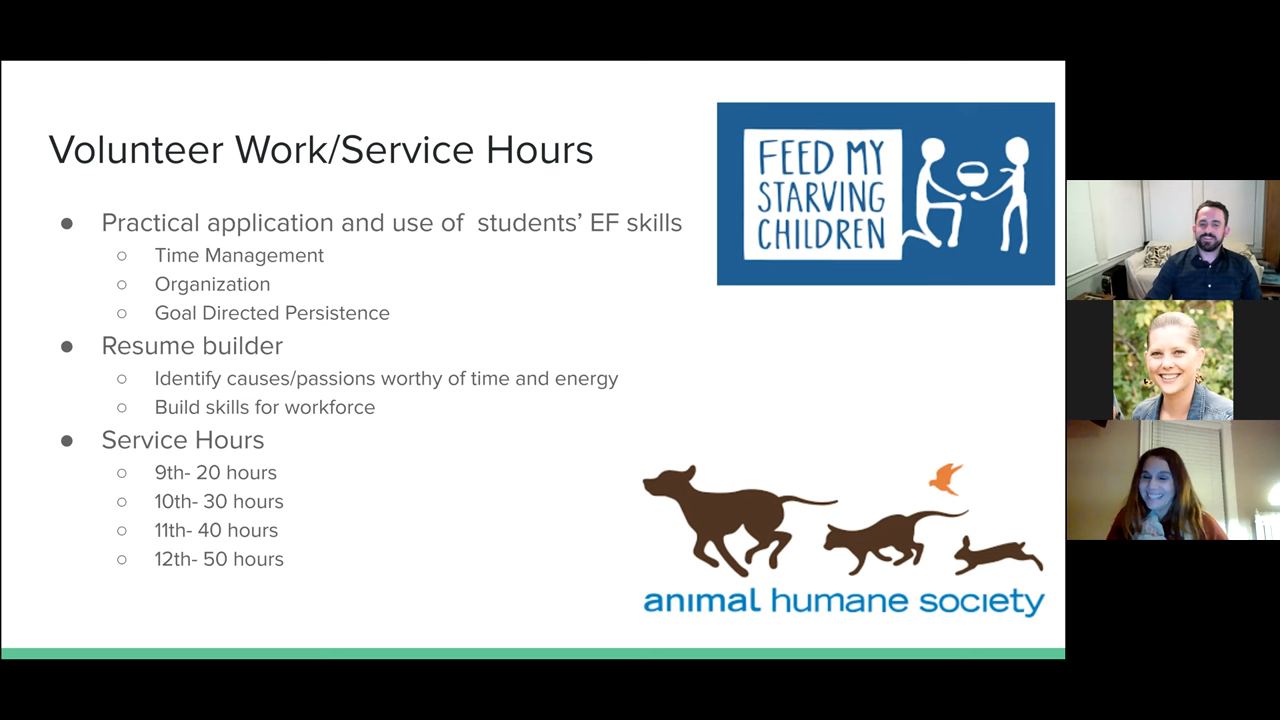 Volunteer Work/Service Hours
● Practical application and use of  students’ EF skills
○ Time Management
○ Organization
○ Goal Directed Persistence
● Resume builder
○ Identify causes/passions worthy of time and energy
○ Build skills for workforce
● Service Hours
○ 9th- 20 hours
○ 10th- 30 hours
○ 11th- 40 hours
○ 12th- 50 hours
FEED MY
STARVING
CHILDREN
animal humane society